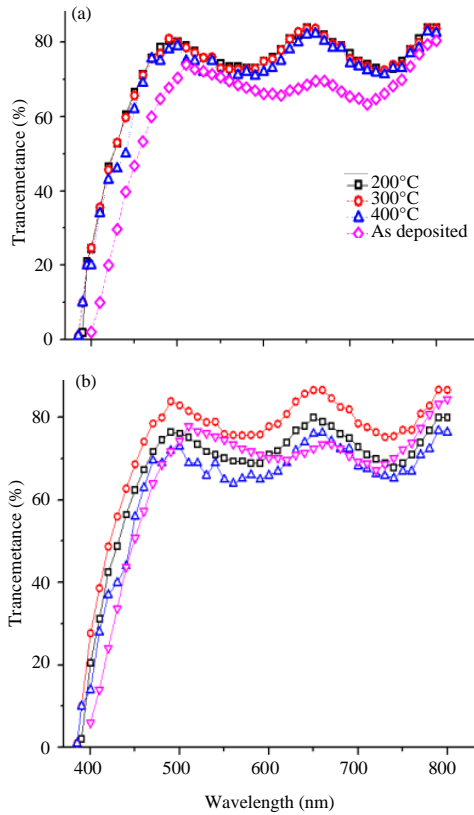 (a)
80
60
40
20
0
Trancemetance (%)
200°C
300°C
400°C
As deposited
(b)
80
60
40
20
0
Trancemetance (%)
400 500 600 700 800
Wavelength (nm)